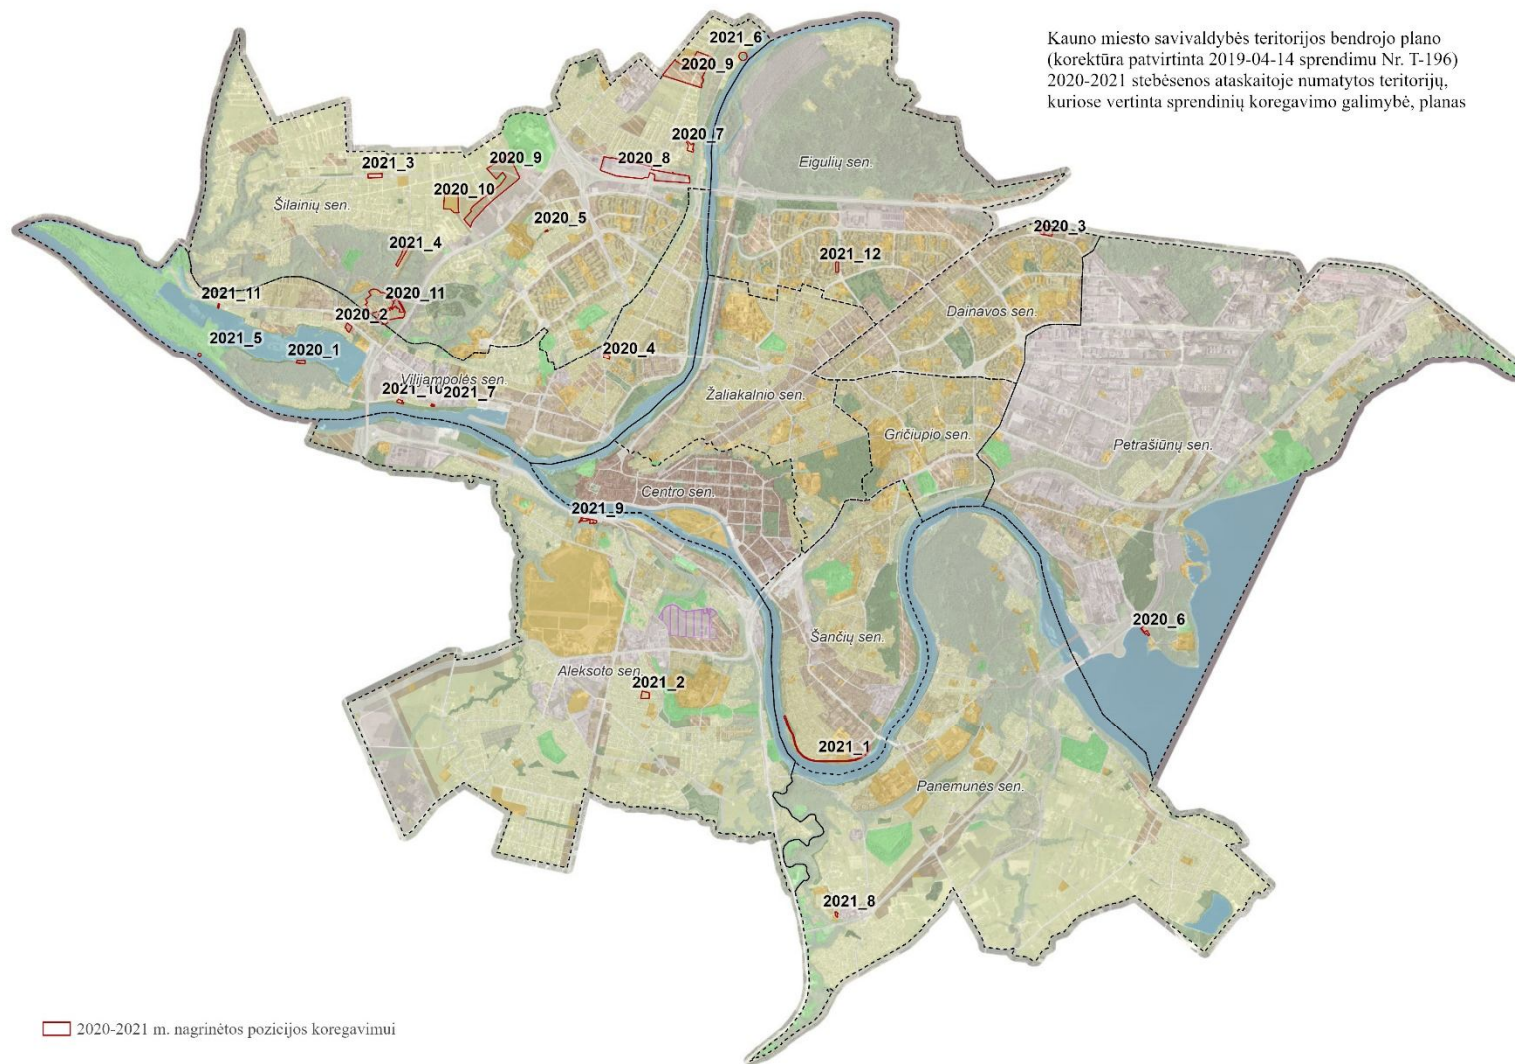 Kauno miesto savivaldybės teritorijos bendrojo plano
(korektūra patvirtinta 2019-04-14 sprendimu Nr. T-196)
2020-2021 stebėsenos ataskaitoje numatytos teritorijų,
kuriose vertinta sprendinių koregavimo galimybė, planas
2021_6
2020_9
2020_7
2020_8
2020_9
2021_3
2020_10
Eigulių sen.
Šilainių sen.
2020_5
2020_3
2021_4
2021_12
2021_11
2020_11
2020_2
Dainavos sen.
2021_5
2020_1
2020_4
Vilijampolės sen.
2021_10
2021_7
Žaliakalnio sen.
Gričiupio sen.
Petrašiūnų sen.
Centro sen.
2021_9
2020_6
Šančių sen.
Aleksoto sen.
2021_2
2021_1
Panemunės sen.
2021_8
2020-2021 m. nagrinėtos pozicijos koregavimui